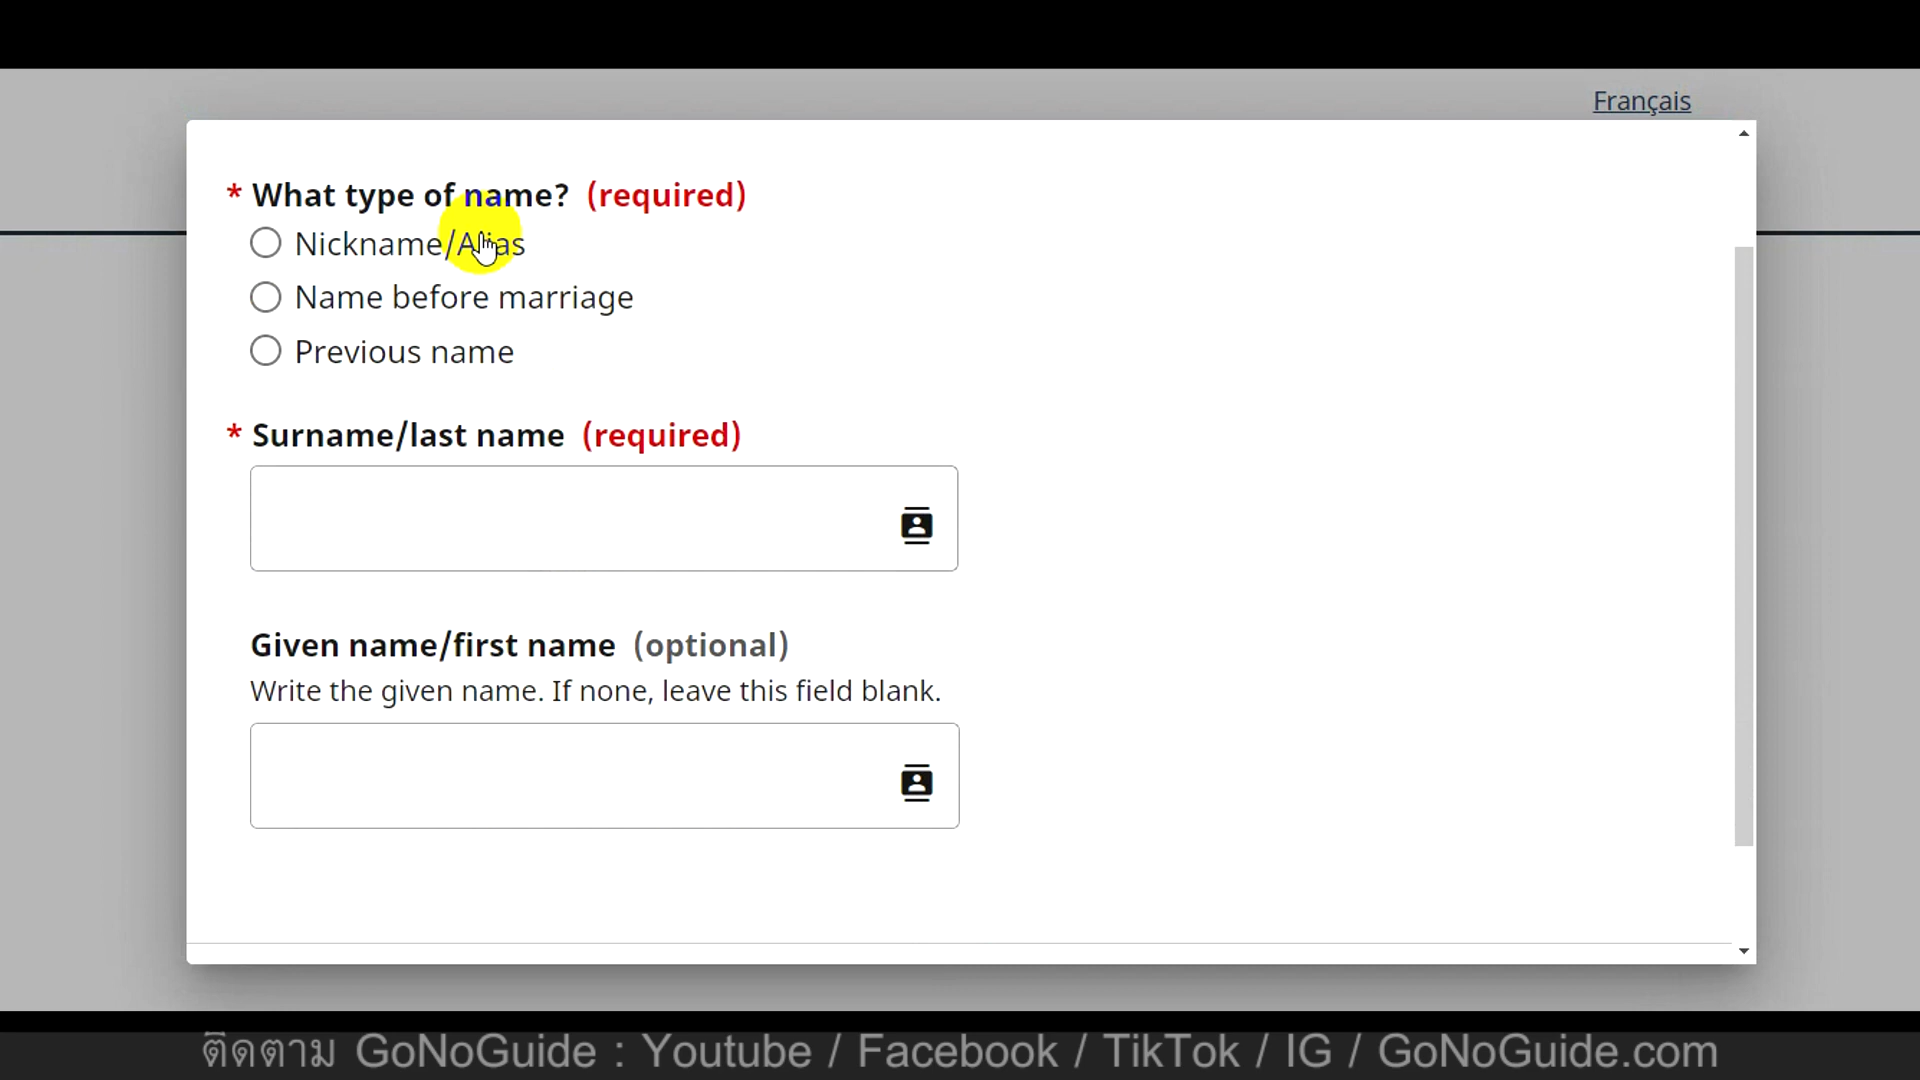 Français
* What type of name? (required)
Nickname/Alias
Name before marriage
Previous name
* Surname/last name (required)
Given name/first name (optional)
Write the given name. If none, leave this field blank.
ติดตาม GoNoGuide : Youtube / Facebook / TikTok / IG / GoNoGuide.com